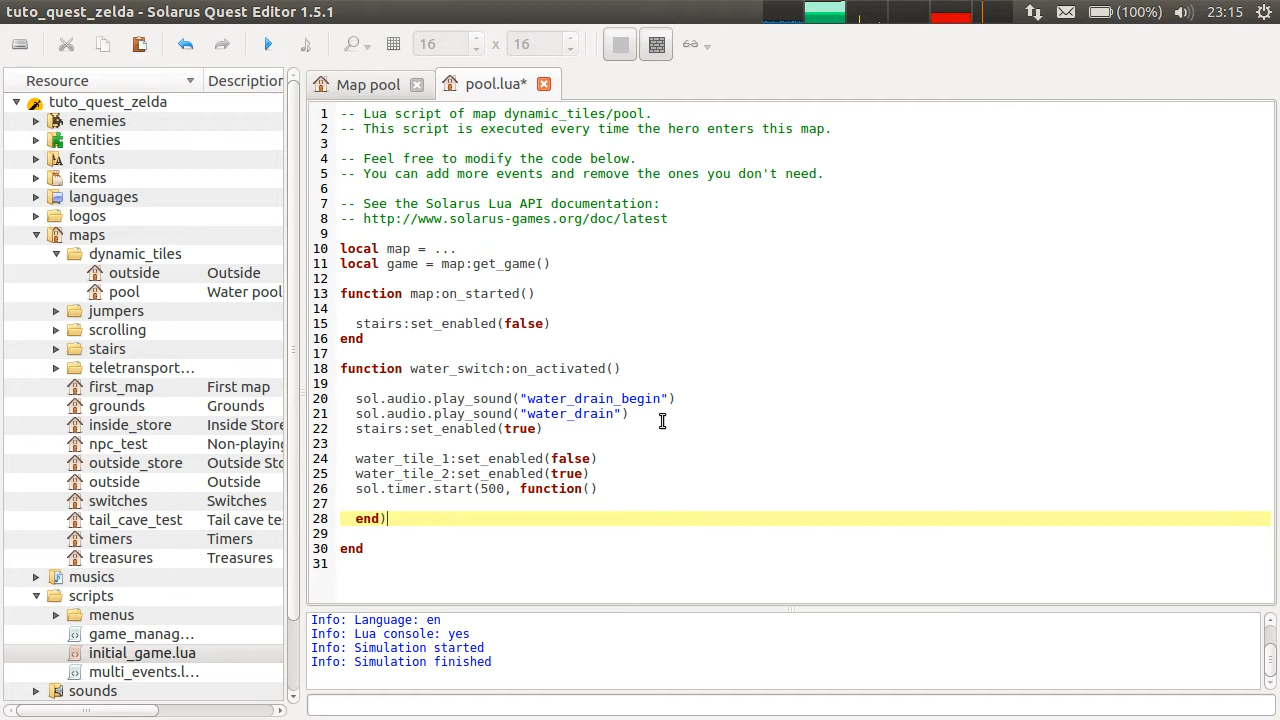 tuto_quest_zelda - Solarus Quest Editor 1.5.1
(100%)
23:15
16 x 16
Resource
Description
Map pool
pool.lua*
tuto_quest_zelda
enemies
entities
fonts
items
languages
logos
maps
dynamic_tiles
outside Outside
pool Water pool
jumpers
scrolling
stairs
teletransport...
first_map First map
grounds Grounds
inside_store Inside Store
npc_test Non-playing
outside_store Outside Sto
outside Outside
switches Switches
tail_cave_test Tail cave te
timers Timers
treasures Treasures
musics
scripts
menus
game_manag...
initial_game.lua
multi_events.l...
sounds
1 -- Lua script of map dynamic_tiles/pool.
2 -- This script is executed every time the hero enters this map.
3
4 -- Feel free to modify the code below.
5 -- You can add more events and remove the ones you don't need.
6
7 -- See the Solarus Lua API documentation:
8 -- http://www.solarus-games.org/doc/latest
9
10 local map = ...
11 local game = map:get_game()
12
13 function map:on_started()
14
15 stairs:set_enabled(false)
16 end
17
18 function water_switch:on_activated()
19
20 sol.audio.play_sound("water_drain_begin")
21 sol.audio.play_sound("water_drain")
22 stairs:set_enabled(true)
23
24 water_tile_1:set_enabled(false)
25 water_tile_2:set_enabled(true)
26 sol.timer.start(500, function()
27
28 end)
29
30 end
31
Info: Language: en
Info: Lua console: yes
Info: Simulation started
Info: Simulation finished